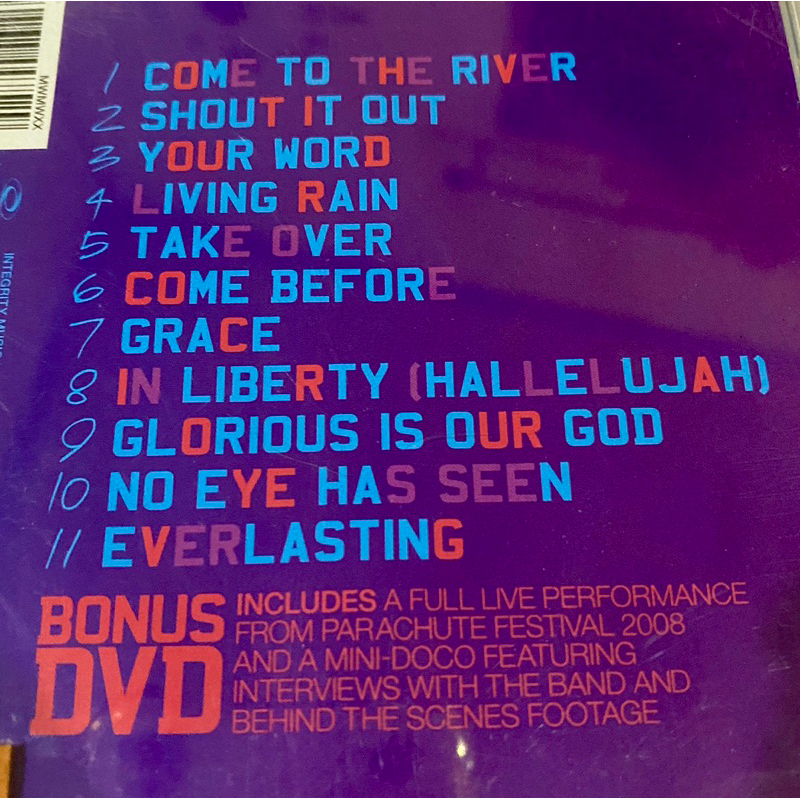 MWMWXX
1 COME TO THE RIVER
2 SHOUT IT OUT
3 YOUR WORD
4 LIVING RAIN
5 TAKE OVER
6 COME BEFORE
7 GRACE
8 IN LIBERTY (HALLELUJAH)
9 GLORIOUS IS OUR GOD
10 NO EYE HAS SEEN
11 EVERLASTING
INTEGRITY
BONUS
DVD
INCLUDES A FULL LIVE PERFORMANCE
FROM PARACHUTE FESTIVAL 2008
AND A MINI-DOCO FEATURING
INTERVIEWS WITH THE BAND AND
BEHIND THE SCENES FOOTAGE